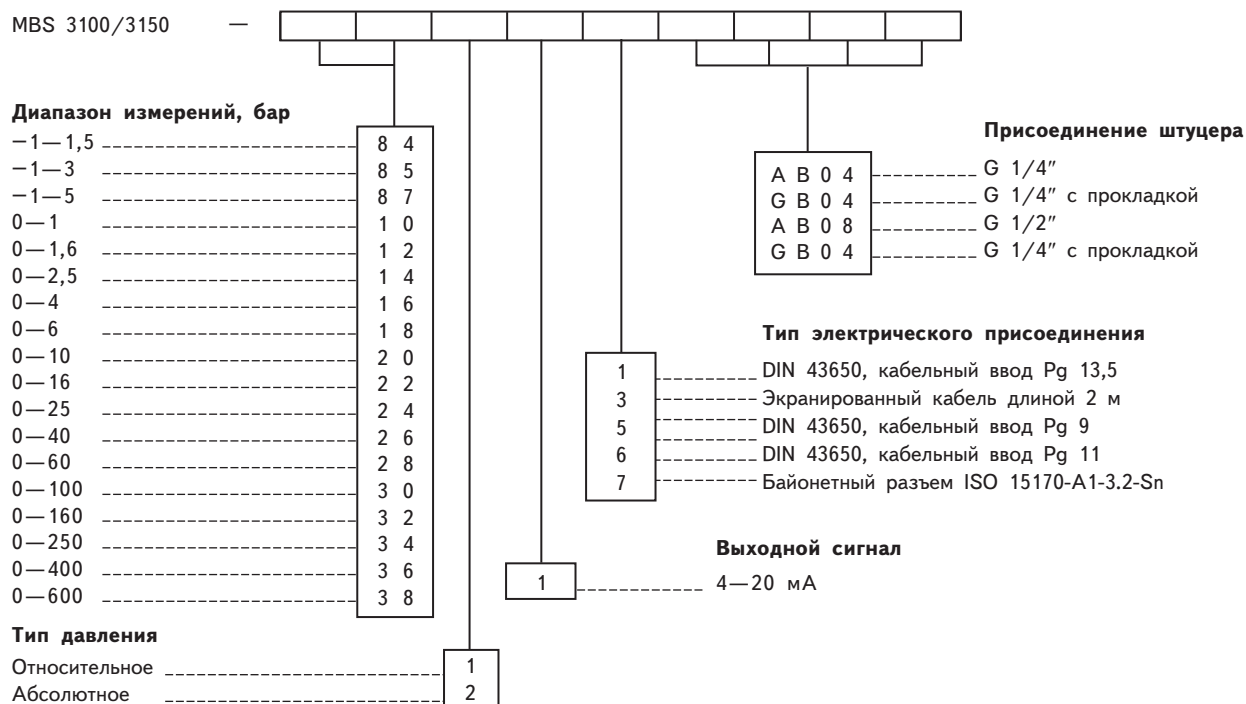 MBS 3100/3150 —
Диапазон измерений, бар
−1—1,5 8 4
−1—3 8 5
−1—5 8 7
0—1 1 0
0—1,6 1 2
0—2,5 1 4
0—4 1 6
0—6 1 8
0—10 2 0
0—16 2 2
0—25 2 4
0—40 2 6
0—60 2 8
0—100 3 0
0—160 3 2
0—250 3 4
0—400 3 6
0—600 3 8
Тип давления
Относительное 1
Абсолютное 2
Присоединение штуцера
A B 0 4 G 1/4″
G B 0 4 G 1/4″ с прокладкой
A B 0 8 G 1/2″
G B 0 4 G 1/4″ с прокладкой
Тип электрического присоединения
1 DIN 43650, кабельный ввод Pg 13,5
3 Экранированный кабель длиной 2 м
5 DIN 43650, кабельный ввод Pg 9
6 DIN 43650, кабельный ввод Pg 11
7 Байонетный разъем ISO 15170-A1-3.2-Sn
Выходной сигнал
1 4—20 мА